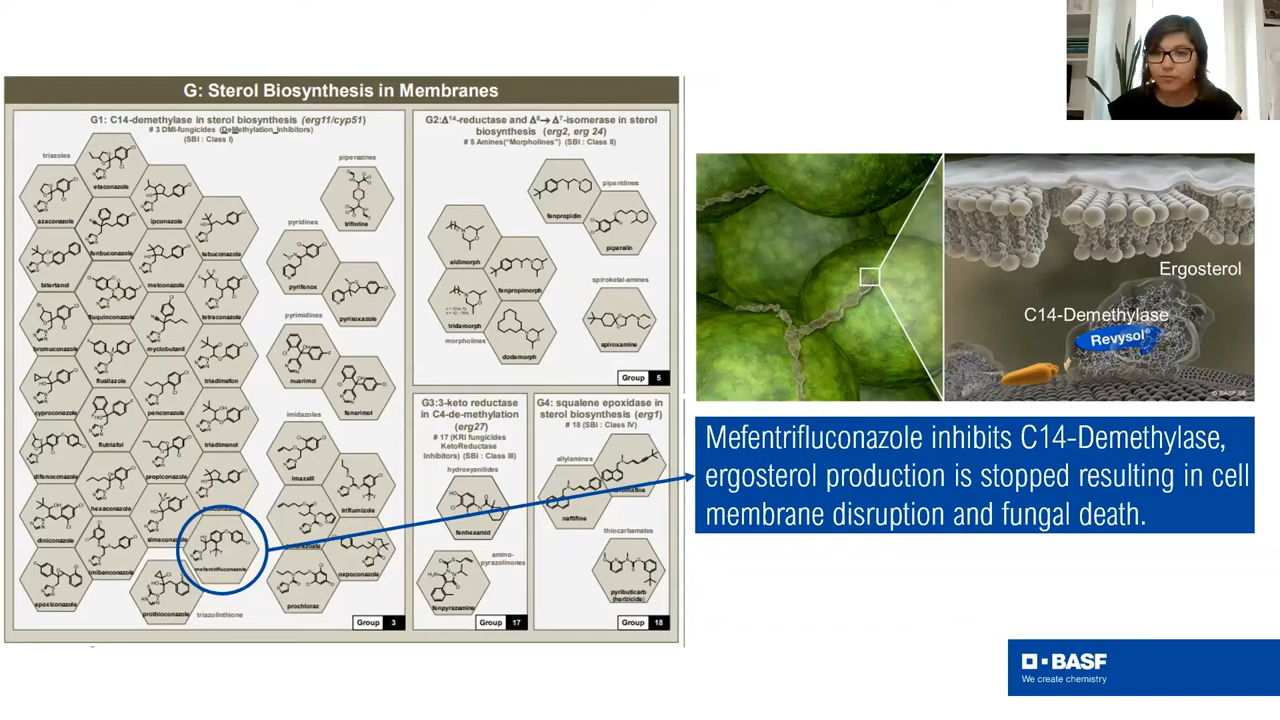 G: Sterol Biosynthesis in Membranes
G1: C14-demethylase in sterol biosynthesis (erg11/cyp51)
# 3 DMI-fungicides (DeMethylation Inhibitors)
(SBI : Class I)
triazoles
etaconazole
azaconazole
ipconazole
fenbuconazole
tebuconazole
bitertanol
metconazole
fluquinconazole
tetraconazole
bromuconazole
myclobutanil
flusilazole
triadimefon
cyproconazole
penconazole
flutriafol
triadimenol
difenoconazole
propiconazole
hexaconazole
diniconazole
simeconazole
mefentrifluconazole
imibenconazole
epoxiconazole
prothioconazole
triazolinthione
piperazines
triforine
pyridines
pyrifenox
pyrisoxazole
pyrimidines
nuarimol
fenarimol
imidazoles
imazalil
triflumizole
oxpoconazole
prochloraz
Group 3
G2:Δ¹⁴-reductase and Δ⁸→ Δ⁷-isomerase in sterol
biosynthesis (erg2, erg 24)
# 5 Amines("Morpholines") (SBI : Class II)
piperidines
fenpropidin
piperalin
aldimorph
fenpropimorph
tridemorph
dodemorph
morpholines
spiroketal-amines
spiroxamine
Group 5
G3:3-keto reductase
in C4-de-methylation
(erg27)
# 17 (KRI fungicides
KetoReductase
Inhibitors) (SBI : Class III)
hydroxyanilides
fenhexamid
amino-
pyrazolinones
fenpyrazamine
Group 17
G4: squalene epoxidase in
sterol biosynthesis (erg1)
# 18 (SBI : Class IV)
allylamines
naftifine
thiocarbamates
pyributicarb
(herbicide)
Group 18
Ergosterol
C14-Demethylase
Revysol®
© BASF SE
Mefentrifluconazole inhibits C14-Demethylase,
ergosterol production is stopped resulting in cell
membrane disruption and fungal death.
BASF
We create chemistry